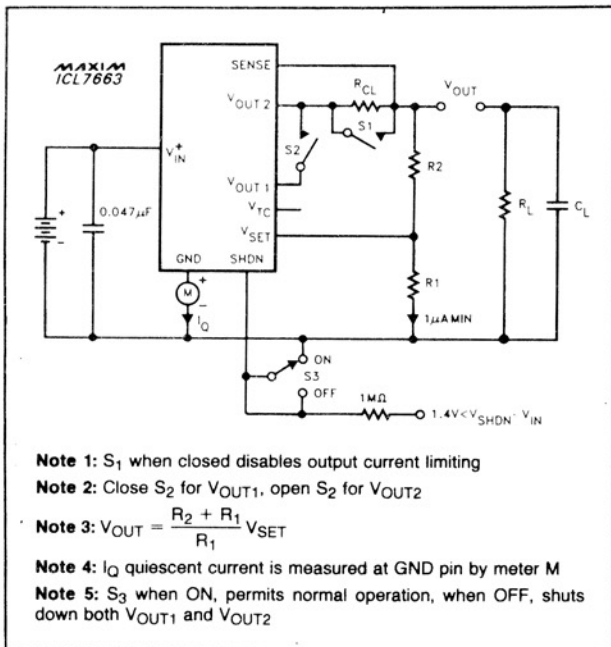 MAXIM
ICL7663
SENSE
VOUT 2
RCL
VOUT
S1
S2
V+IN
VOUT 1
R2
0.047μF
VTC
RL
CL
VSET
GND
SHDN
R1
M
IQ
1μA MIN
ON
S3
OFF
1MΩ
1.4V<VSHDN· VIN
Note 1: S1 when closed disables output current limiting
Note 2: Close S2 for VOUT1, open S2 for VOUT2
Note 3: VOUT = R2 + R1 / R1 VSET
Note 4: IQ quiescent current is measured at GND pin by meter M
Note 5: S3 when ON, permits normal operation, when OFF, shuts
down both VOUT1 and VOUT2